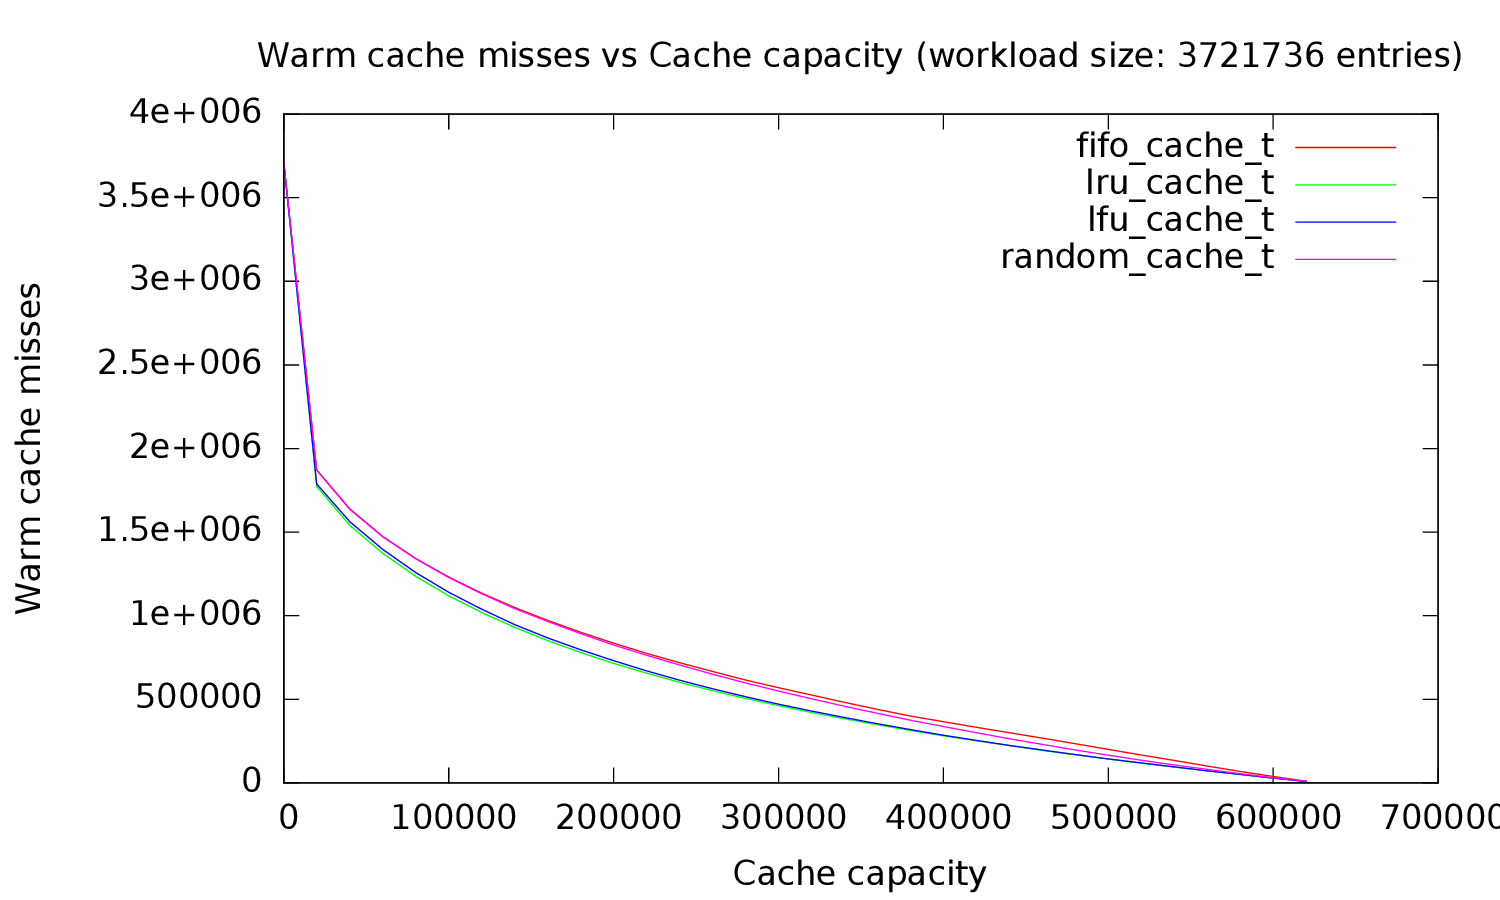 Warm cache misses vs Cache capacity (workload size: 3721736 entries)
4e+006
3.5e+006
3e+006
2.5e+006
2e+006
1.5e+006
1e+006
500000
0
Warm cache misses
fifo_cache_t
lru_cache_t
lfu_cache_t
random_cache_t
0 100000 200000 300000 400000 500000 600000 700000
Cache capacity